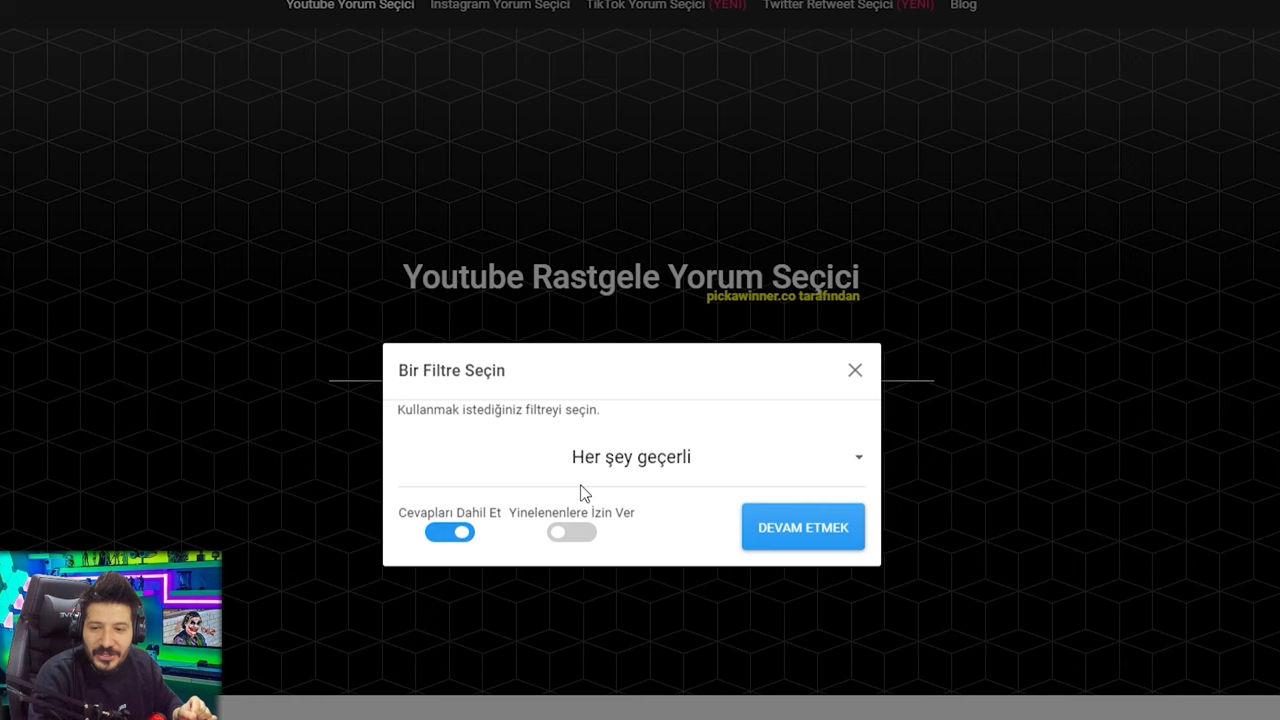 Youtube Yorum Seçici Instagram Yorum Seçici TikTok Yorum Seçici (YENİ) Twitter Retweet Seçici (YENİ) Blog
Youtube Rastgele Yorum Seçici
pickawinner.co tarafından
Bir Filtre Seçin
Kullanmak istediğiniz filtreyi seçin.
Her şey geçerli
Cevapları Dahil Et Yinelenenlere İzin Ver
DEVAM ETMEK